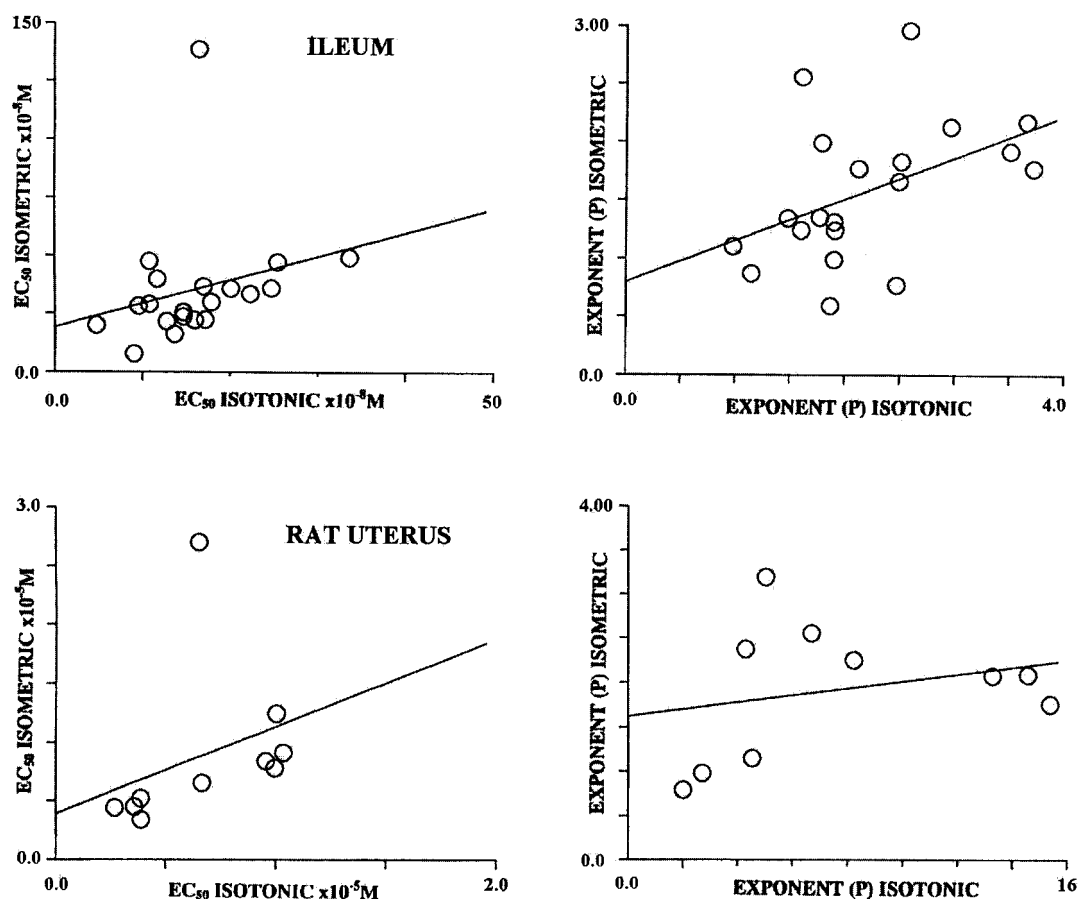 150
ILEUM
EC₅₀ ISOMETRIC x10⁻⁸M
0.0
0.0
EC₅₀ ISOTONIC x10⁻⁸M
50
3.00
EXPONENT (P) ISOMETRIC
0.0
0.0
EXPONENT (P) ISOTONIC
4.0
3.0
RAT UTERUS
EC₅₀ ISOMETRIC x10⁻⁵M
0.0
0.0
EC₅₀ ISOTONIC x10⁻⁵M
2.0
4.00
EXPONENT (P) ISOMETRIC
0.0
0.0
EXPONENT (P) ISOTONIC
16